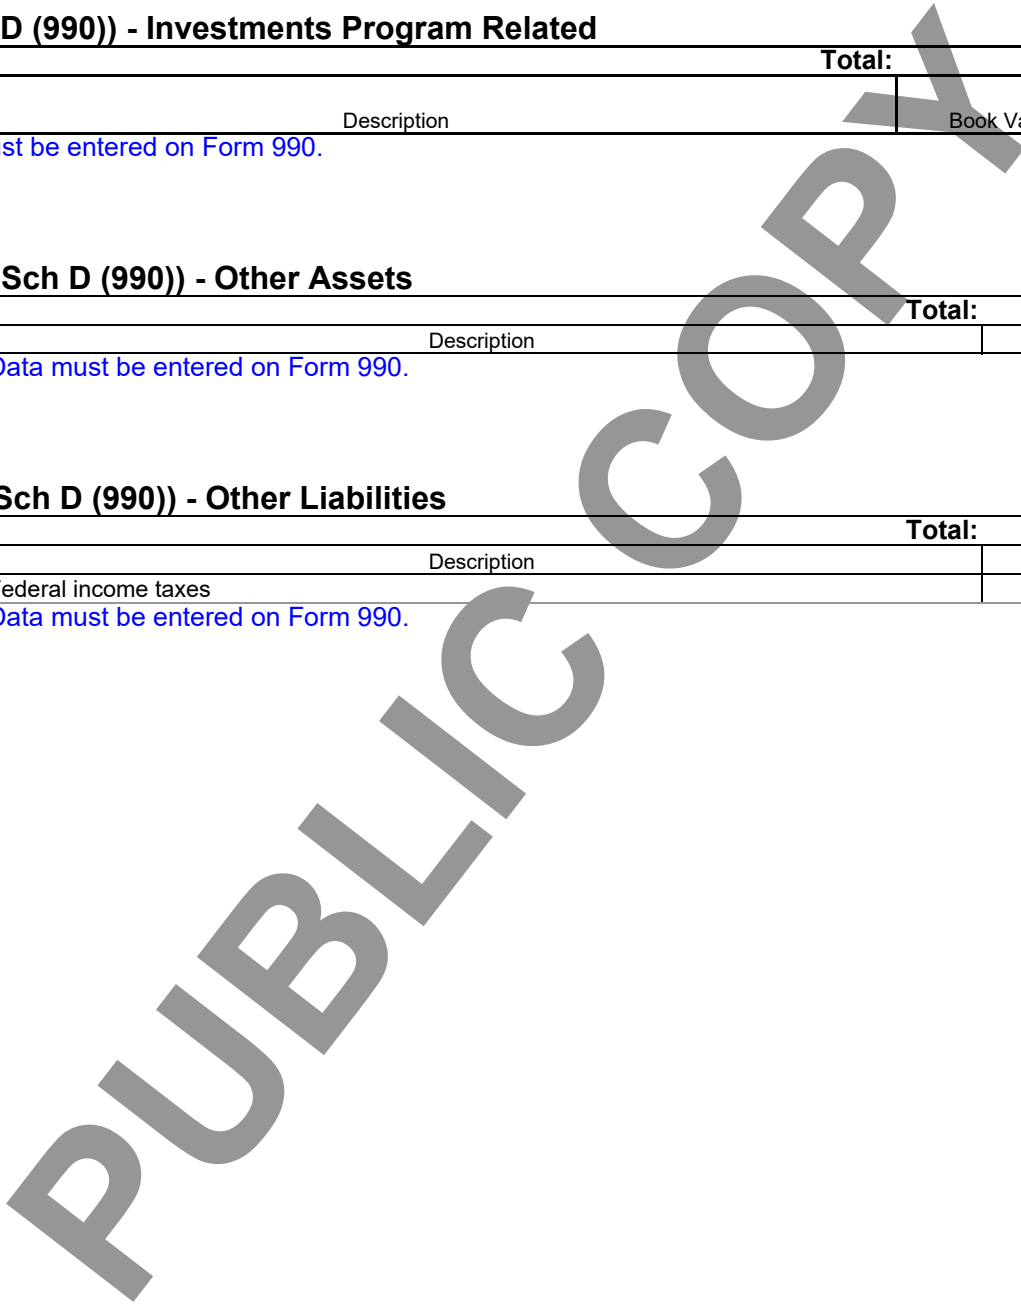 D (990)) - Investments Program Related
Total:
Description Book Va
st be entered on Form 990.
Sch D (990)) - Other Assets
Total:
Description
Data must be entered on Form 990.
Sch D (990)) - Other Liabilities
Total:
Description
Federal income taxes
Data must be entered on Form 990.
PUBLIC COPY